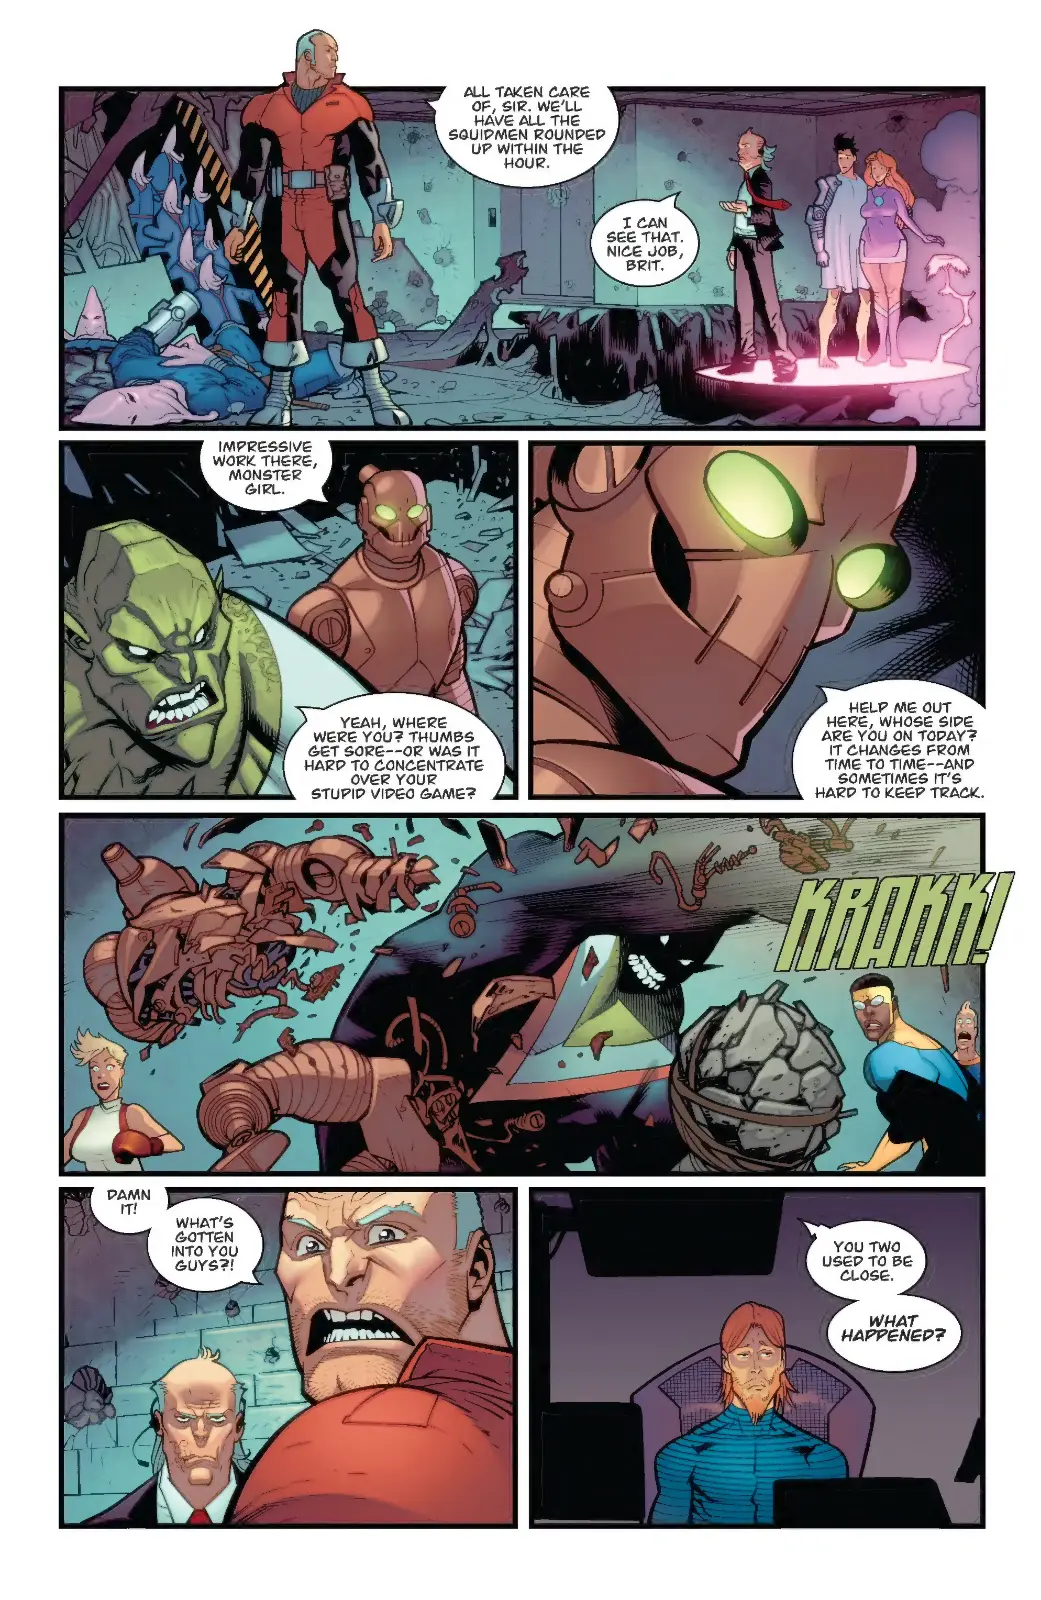 ALL TAKEN CARE
OF, SIR. WE'LL
HAVE ALL THE
SQUIDMEN ROUNDED
UP WITHIN THE
HOUR.
I CAN
SEE THAT.
NICE JOB,
BRIT.
IMPRESSIVE
WORK THERE,
MONSTER
GIRL.
YEAH, WHERE
WERE YOU? THUMBS
GET SORE--OR WAS IT
HARD TO CONCENTRATE
OVER YOUR
STUPID VIDEO GAME?
HELP ME OUT
HERE, WHOSE SIDE
ARE YOU ON TODAY?
IT CHANGES FROM
TIME TO TIME--AND
SOMETIMES IT'S
HARD TO KEEP TRACK.
KRAKK!
DAMN
IT!
WHAT'S
GOTTEN
INTO YOU
GUYS?!
YOU TWO
USED TO BE
CLOSE.
WHAT
HAPPENED?